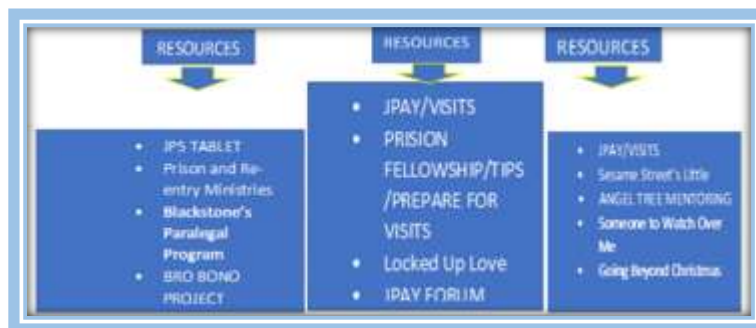 RESOURCES
JP5 TABLET
Prison and Re-
entry Ministries
Blackstone's
Paralegal
Program
BRO BONO
PROJECT
RESOURCES
JPAY/VISITS
PRISION
FELLOWSHIP/TIPS
/PREPARE FOR
VISITS
Locked Up Love
JPAY FORUM
RESOURCES
JPAY/VISITS
Sesame Street's Little
ANGEL TREE MENTORING
Someone to Watch Over
Me
Going Beyond Christmas